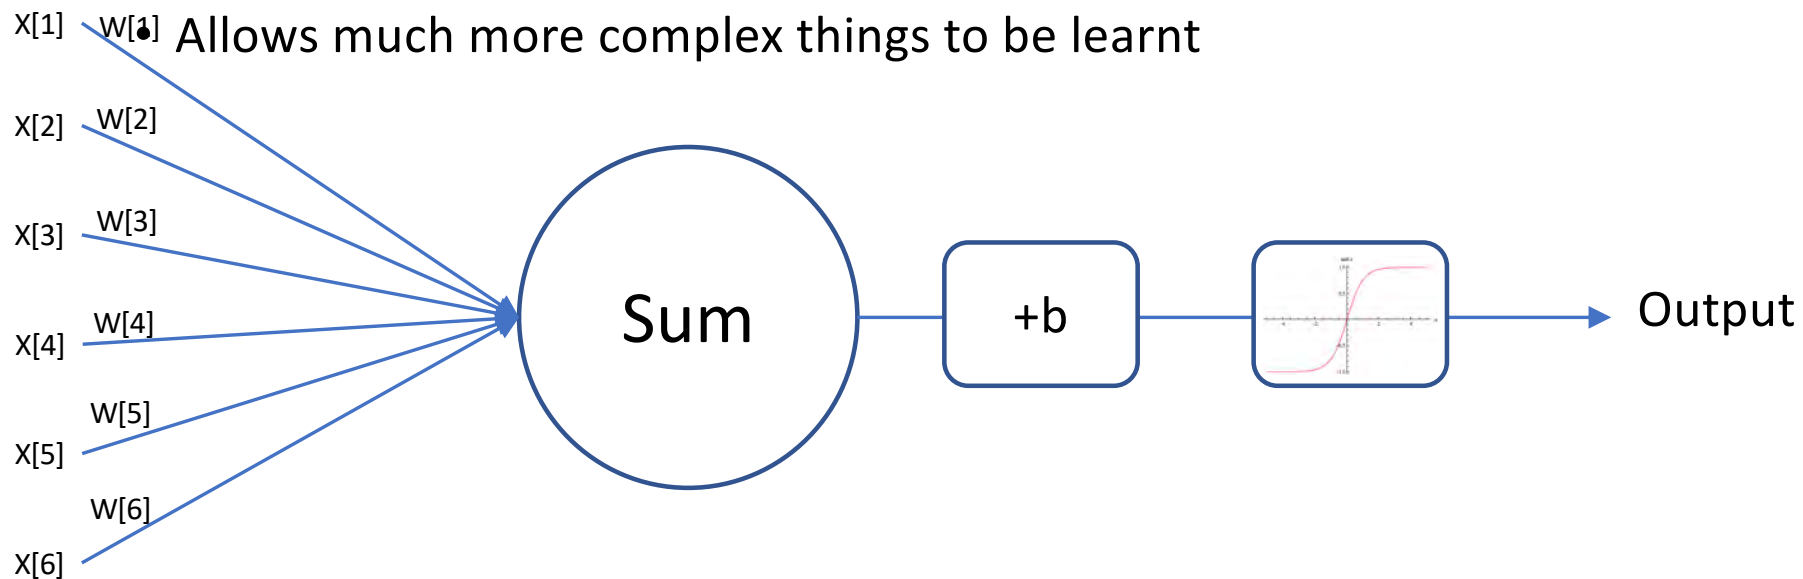 X[1]
W[1]
• Allows much more complex things to be learnt
X[2]
W[2]
X[3]
W[3]
X[4]
W[4]
X[5]
W[5]
X[6]
W[6]
Sum
+b
Output